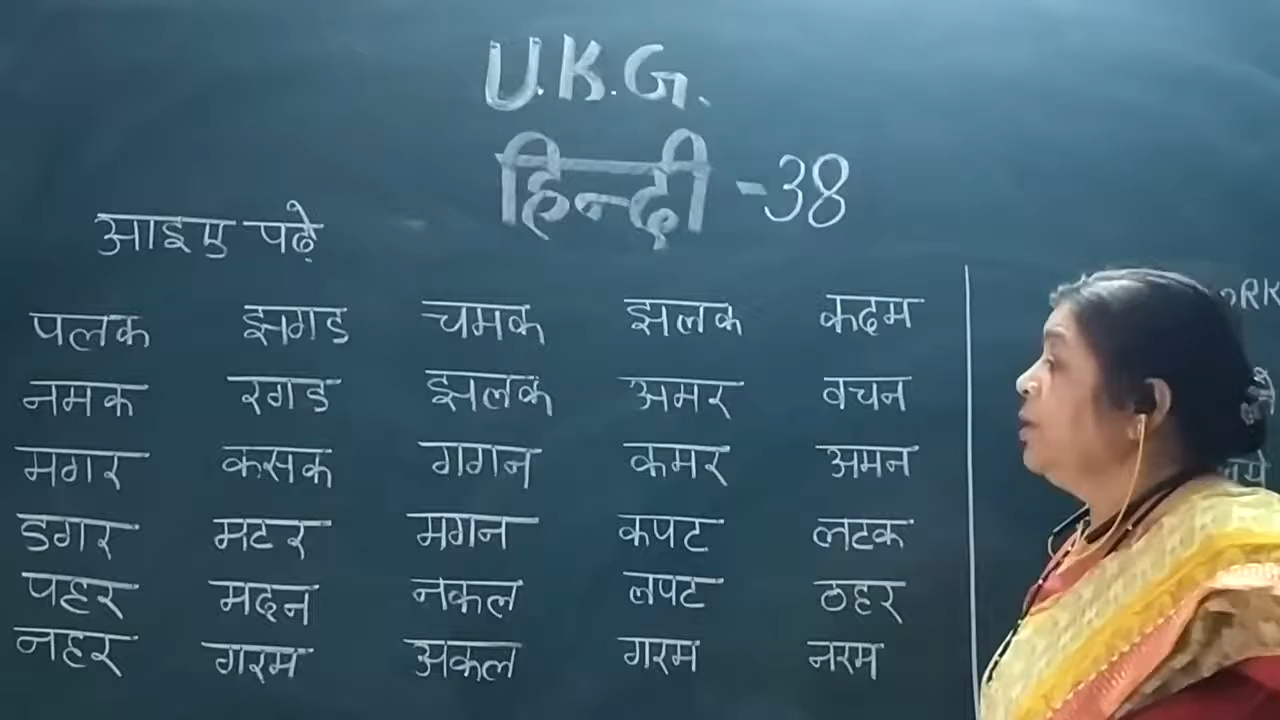 U.K.G.
हिन्दी -38
आइए पढ़े
पलक झगड चमक झलक कदम
नमक रगड झलक अमर वचन
मगर कसक गगन कमर अमन
डगर मटर मगन कपट लटक
पहर मदन नकल लपट ठहर
नहर गरम अकल गरम नरम